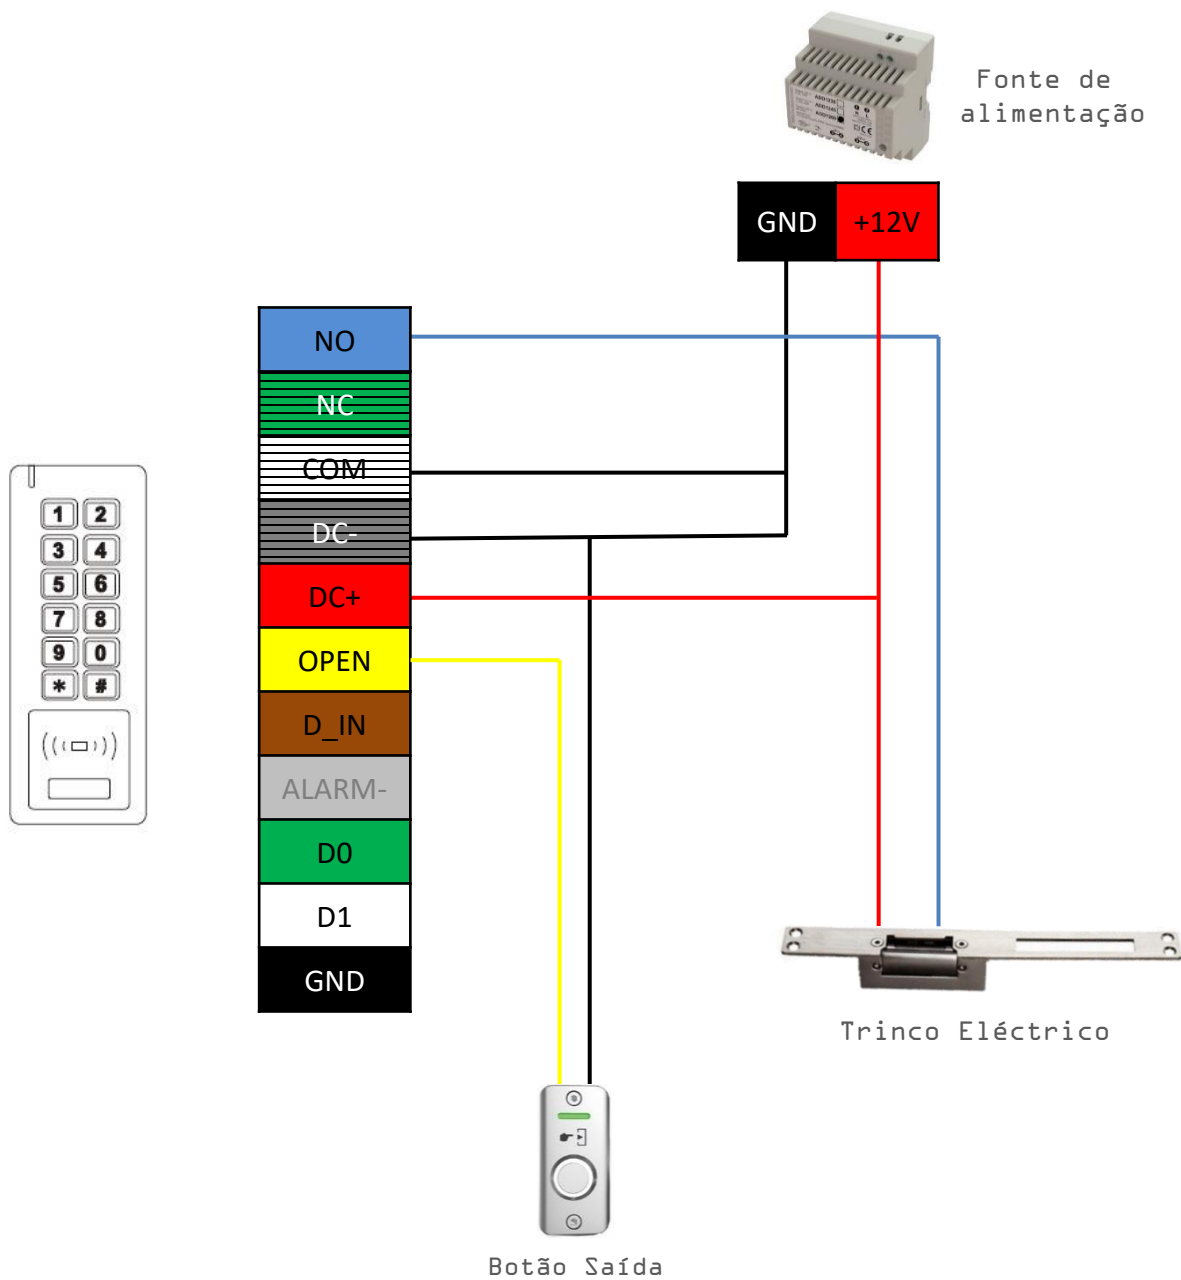 Fonte de
alimentação
GND +12V
NO
NC
COM
DC-
DC+
OPEN
D_IN
ALARM-
D0
D1
GND
1 2
3 4
5 6
7 8
9 0
* #
Trinco Eléctrico
Botão Saída